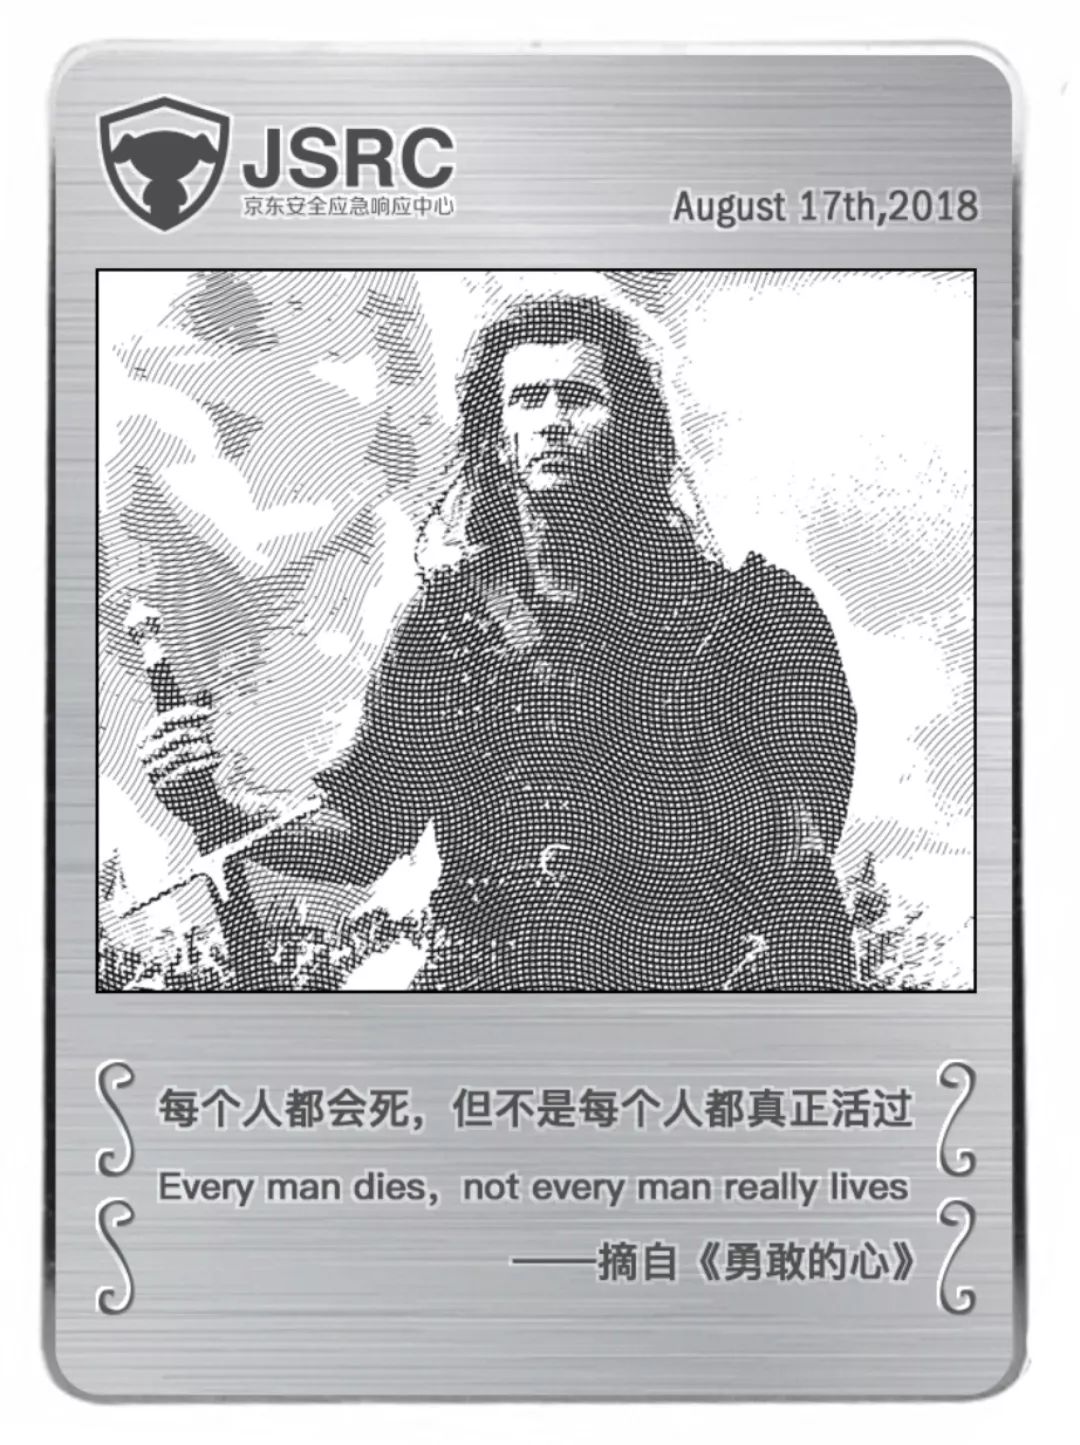 JSRC
京东安全应急响应中心
August 17th,2018
每个人都会死，但不是每个人都真正活过
Every man dies，not every man really lives
——摘自《勇敢的心》